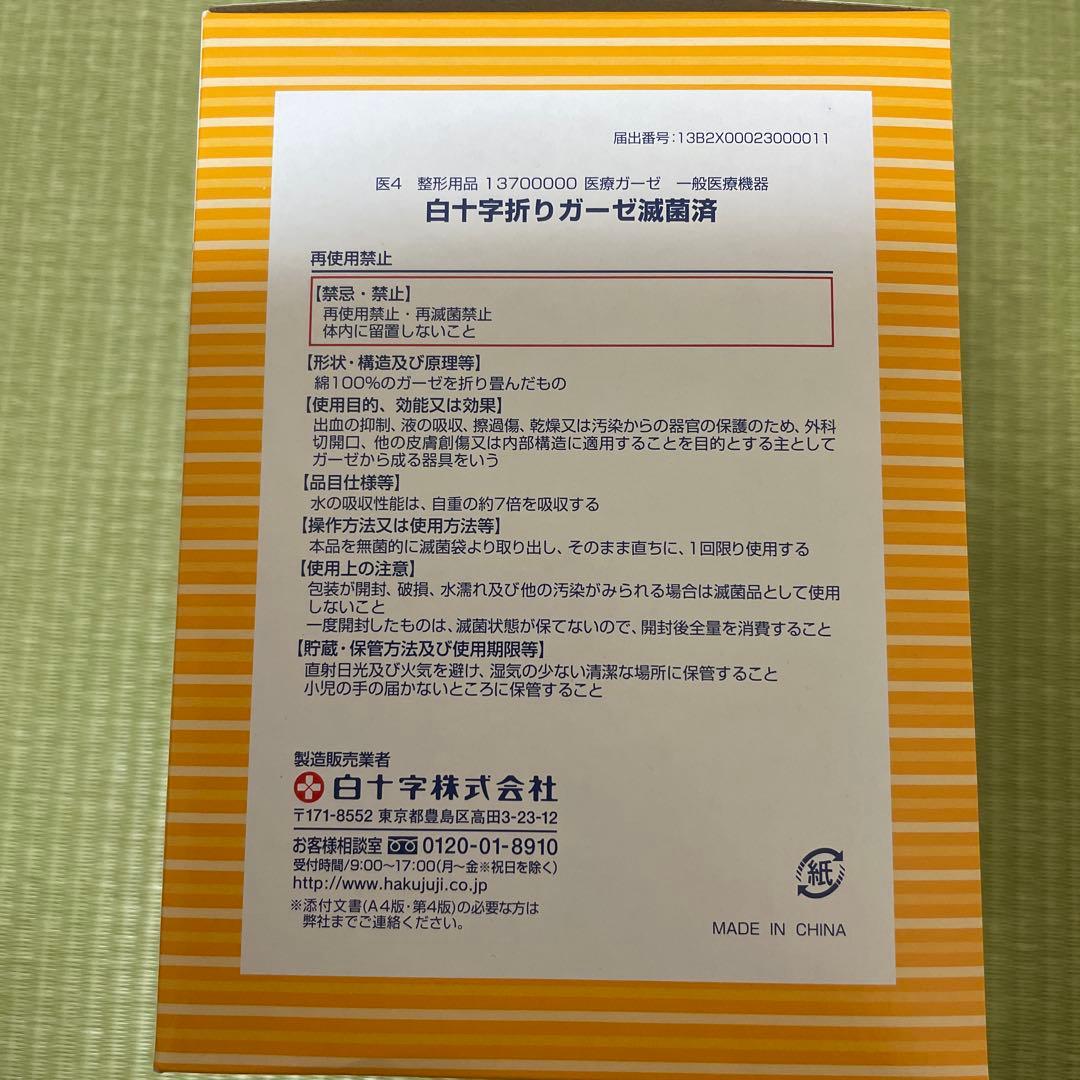 届出番号:13B2X00023000011
医4 整形用品 13700000 医療ガーゼ 一般医療機器
白十字折りガーゼ滅菌済
再使用禁止
【禁忌・禁止】
再使用禁止・再滅菌禁止
体内に留置しないこと
【形状・構造及び原理等】
綿100%のガーゼを折り畳んだもの
【使用目的、効能又は効果】
出血の抑制、液の吸収、擦過傷、乾燥又は汚染からの器官の保護のため、外科
切開口、他の皮膚創傷又は内部構造に適用することを目的とする主として
ガーゼから成る器具をいう
【品目仕様等】
水の吸収性能は、自重の約7倍を吸収する
【操作方法又は使用方法等】
本品を無菌的に滅菌袋より取り出し、そのまま直ちに、1回限り使用する
【使用上の注意】
包装が開封、破損、水濡れ及び他の汚染がみられる場合は滅菌品として使用
しないこと
一度開封したものは、滅菌状態が保てないので、開封後全量を消費すること
【貯蔵・保管方法及び使用期限等】
直射日光及び火気を避け、湿気の少ない清潔な場所に保管すること
小児の手の届かないところに保管すること
製造販売業者
白十字株式会社
〒171-8552 東京都豊島区高田3-23-12
お客様相談室 0120-01-8910
受付時間/9:00〜17:00(月〜金※祝日を除く)
http://www.hakujuji.co.jp
※添付文書(A4版・第4版)の必要な方は
弊社までご連絡ください。
紙
MADE IN CHINA